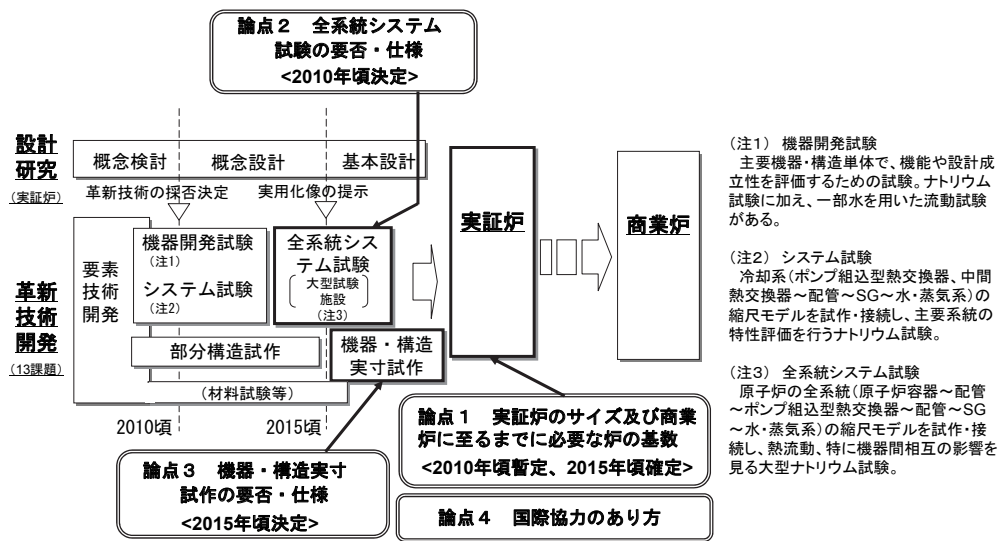 論点２　全系統システム
試験の要否・仕様
<2010年頃決定>
設計
研究
(実証炉)
概念検討
概念設計
基本設計
革新技術の採否決定
実用化像の提示
革新
技術
開発
(13課題)
要素
技術
開発
機器開発試験
(注1)
システム試験
(注2)
全系統シス
テム試験
大型試験
施設
(注3)
部分構造試作
機器・構造
実寸試作
(材料試験等)
2010頃
2015頃
実証炉
商業炉
論点１　実証炉のサイズ及び商業
炉に至るまでに必要な炉の基数
<2010年頃暫定、2015年頃確定>
論点３　機器・構造実寸
試作の要否・仕様
<2015年頃決定>
論点４　国際協力のあり方
(注1)　機器開発試験
主要機器・構造単体で、機能や設計成
立性を評価するための試験。ナトリウム
試験に加え、一部水を用いた流動試験
がある。
(注2)　システム試験
冷却系(ポンプ組込型熱交換器、中間
熱交換器～配管～SG～水・蒸気系)の
縮尺モデルを試作・接続し、主要系統の
特性評価を行うナトリウム試験。
(注3)　全系統システム試験
原子炉の全系統(原子炉容器～配管
～ポンプ組込型熱交換器～配管～SG
～水・蒸気系)の縮尺モデルを試作・接
続し、熱流動、特に機器間相互の影響を
見る大型ナトリウム試験。